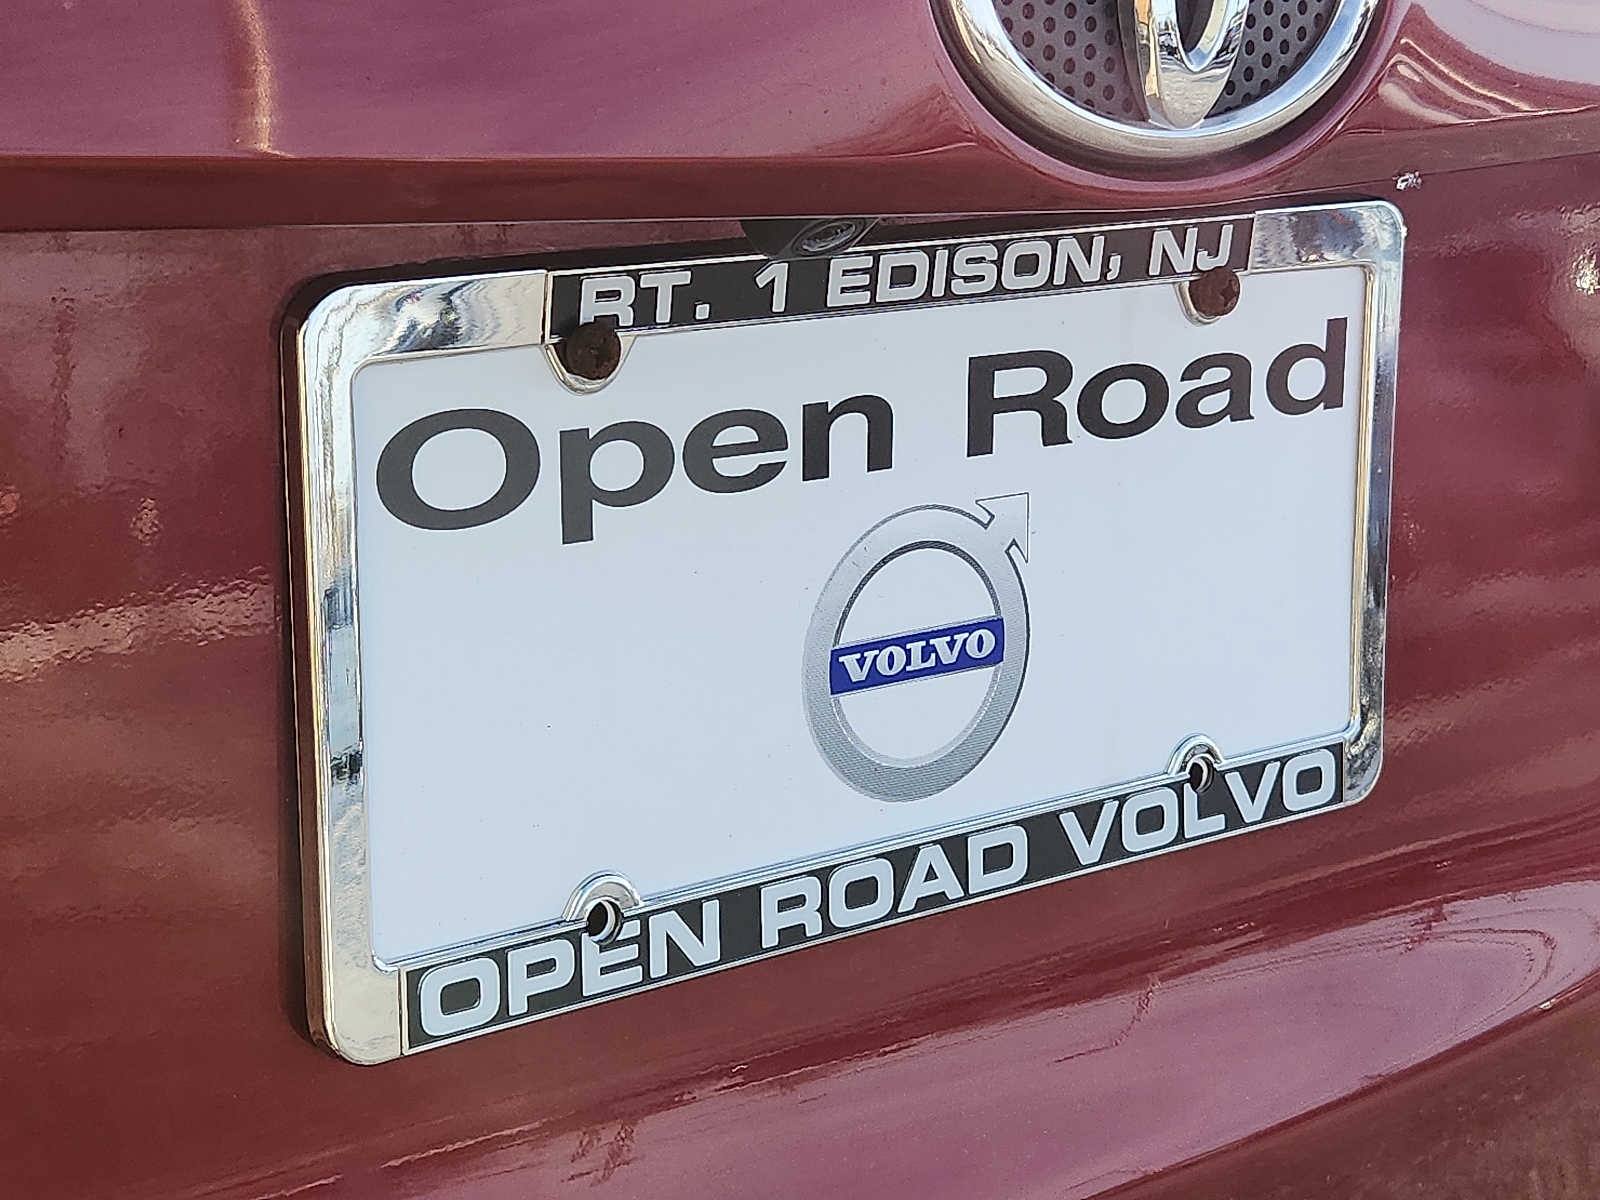 RT. 1 EDISON, NJ
Open Road
VOLVO
OPEN ROAD VOLVO